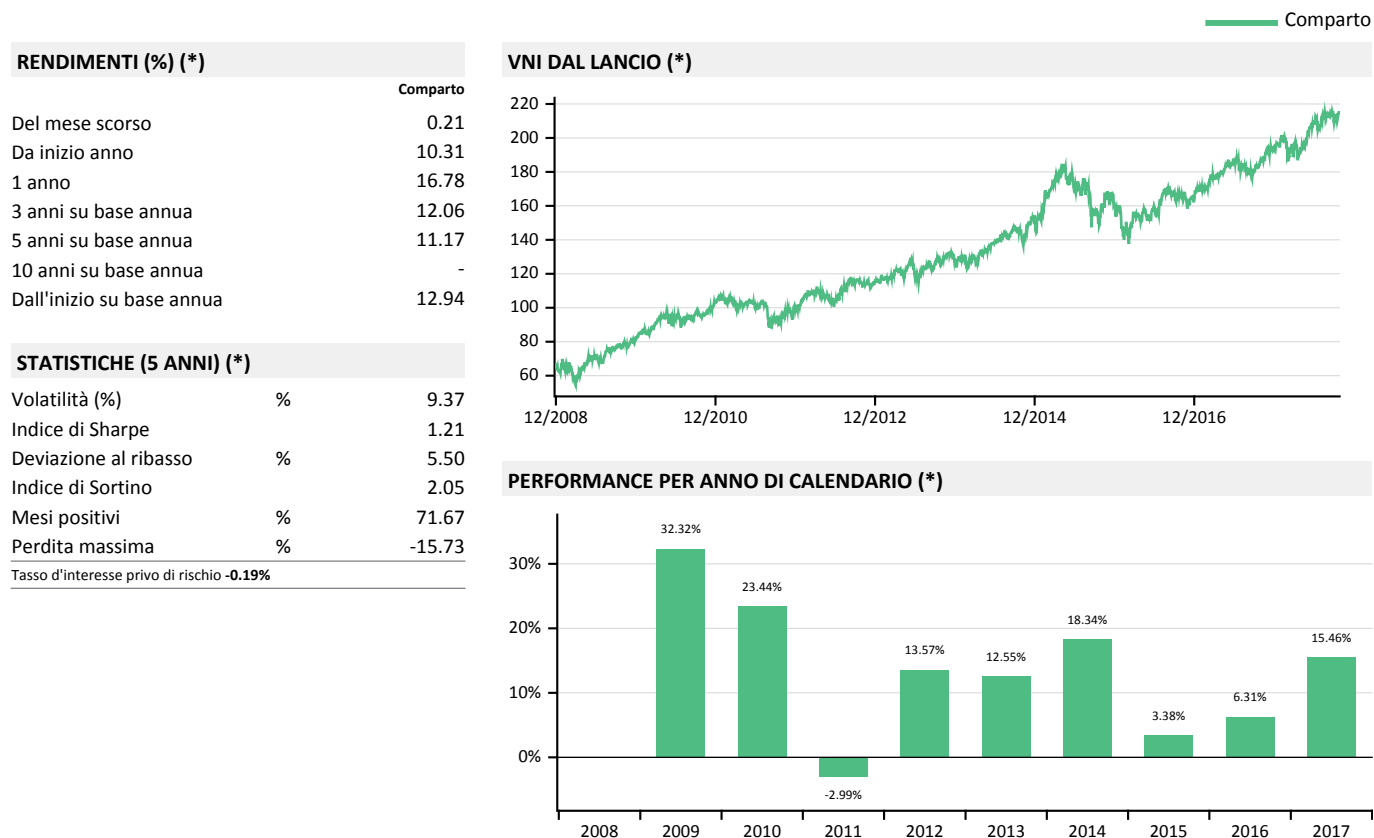 Comparto
RENDIMENTI (%) (*)
Comparto
Del mese scorso 0.21
Da inizio anno 10.31
1 anno 16.78
3 anni su base annua 12.06
5 anni su base annua 11.17
10 anni su base annua -
Dall'inizio su base annua 12.94
STATISTICHE (5 ANNI) (*)
Volatilità (%) % 9.37
Indice di Sharpe 1.21
Deviazione al ribasso % 5.50
Indice di Sortino 2.05
Mesi positivi % 71.67
Perdita massima % -15.73
Tasso d'interesse privo di rischio -0.19%
VNI DAL LANCIO (*)
220
200
180
160
140
120
100
80
60
12/2008 12/2010 12/2012 12/2014 12/2016
PERFORMANCE PER ANNO DI CALENDARIO (*)
30%
20%
10%
0%
32.32%
23.44%
-2.99%
13.57%
12.55%
18.34%
3.38%
6.31%
15.46%
2008 2009 2010 2011 2012 2013 2014 2015 2016 2017